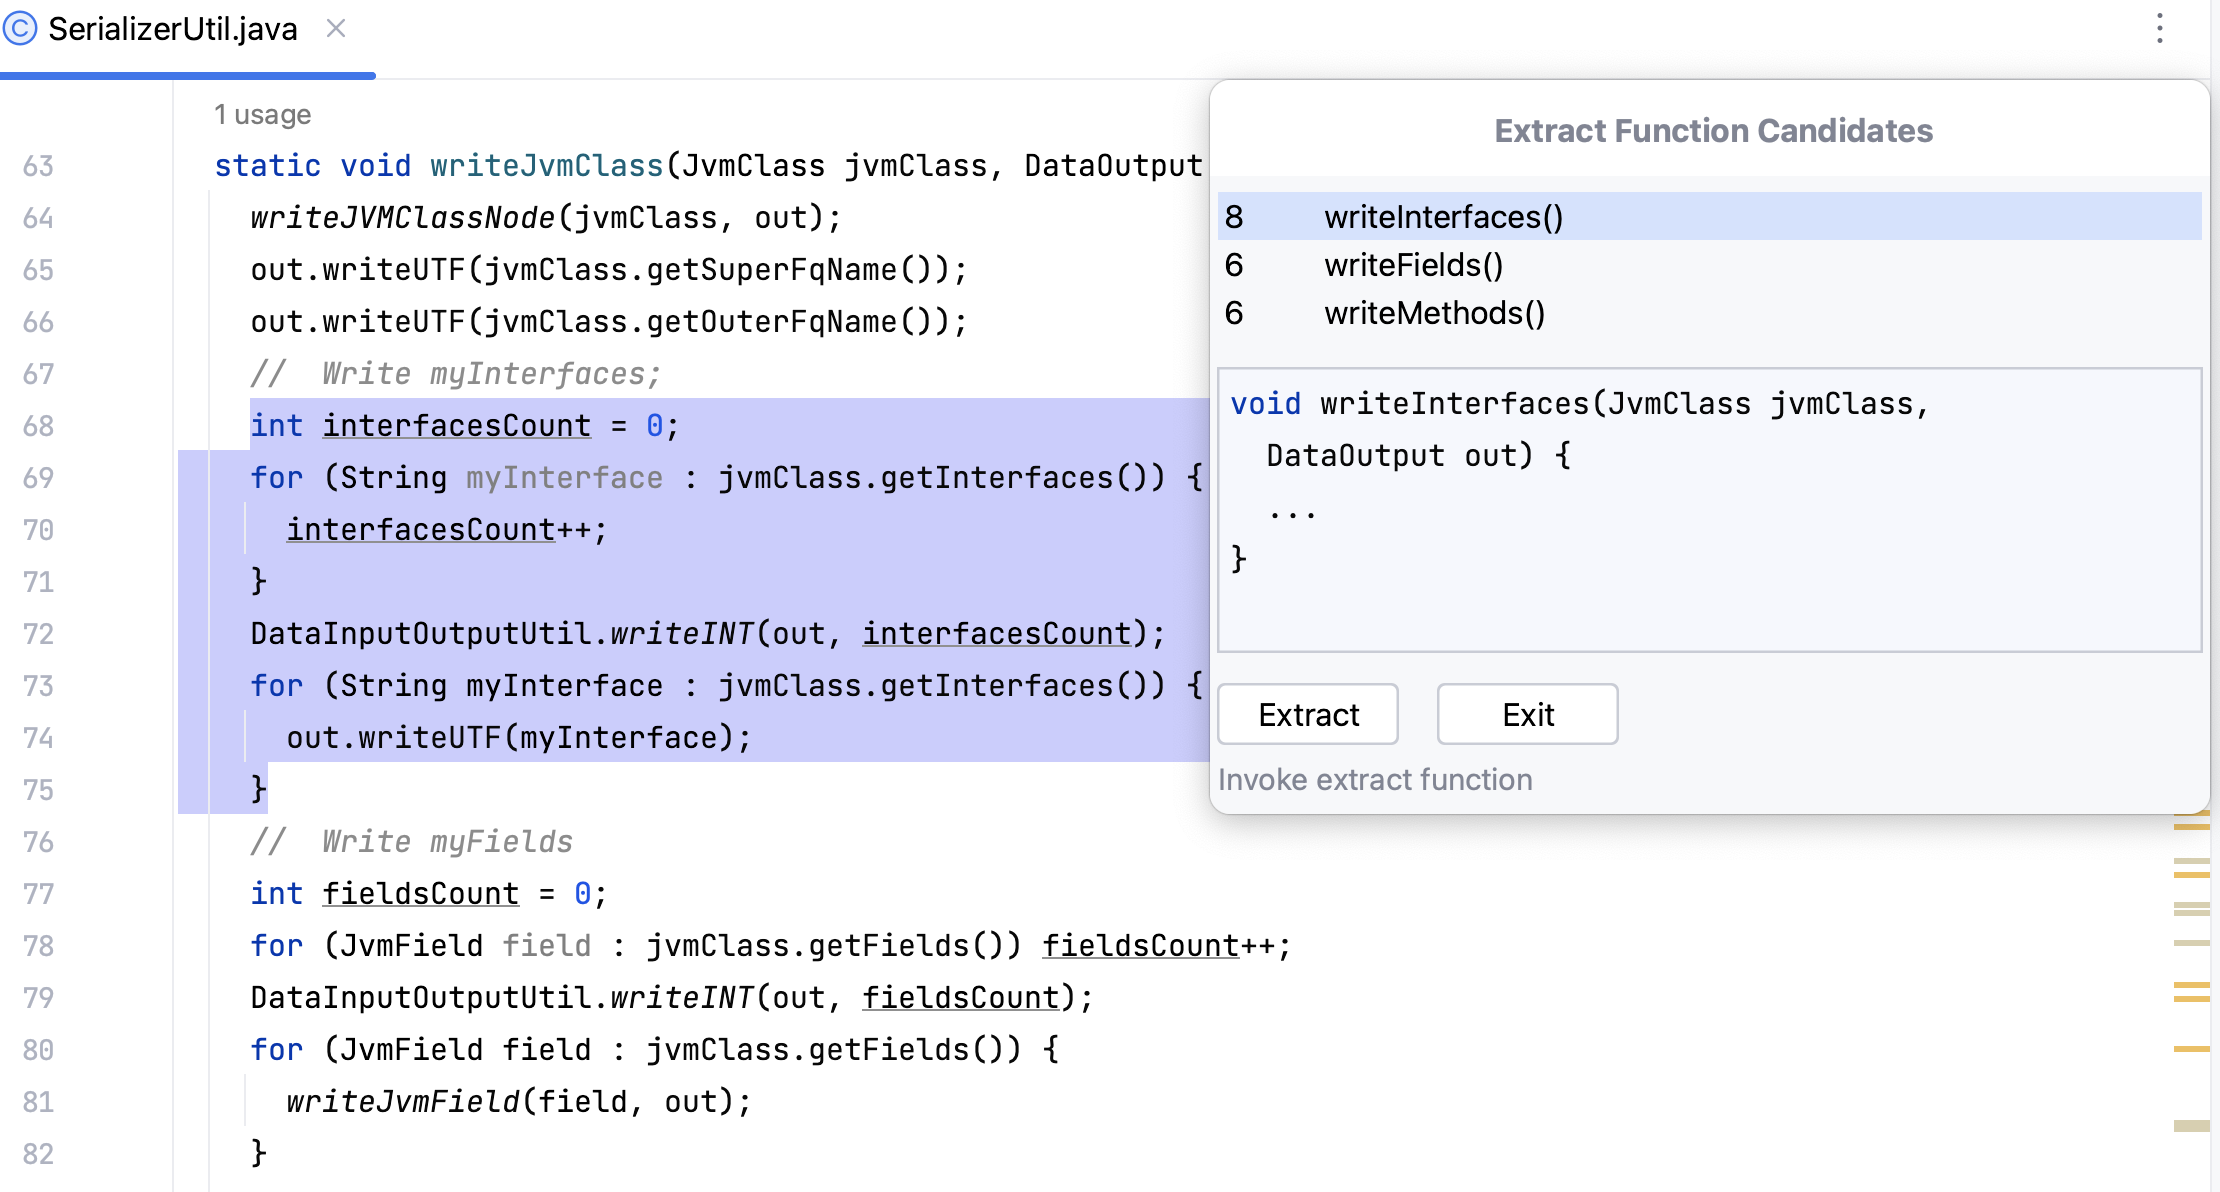 SerializerUtil.java
1 usage
63 static void writeJvmClass(JvmClass jvmClass, DataOutput
64 writeJVMClassNode(jvmClass, out);
65 out.writeUTF(jvmClass.getSuperFqName());
66 out.writeUTF(jvmClass.getOuterFqName());
67 // Write myInterfaces;
68 int interfacesCount = 0;
69 for (String myInterface : jvmClass.getInterfaces()) {
70 interfacesCount++;
71 }
72 DataInputOutputUtil.writeINT(out, interfacesCount);
73 for (String myInterface : jvmClass.getInterfaces()) {
74 out.writeUTF(myInterface);
75 }
76 // Write myFields
77 int fieldsCount = 0;
78 for (JvmField field : jvmClass.getFields()) fieldsCount++;
79 DataInputOutputUtil.writeINT(out, fieldsCount);
80 for (JvmField field : jvmClass.getFields()) {
81 writeJvmField(field, out);
82 }
Extract Function Candidates
8 writeInterfaces()
6 writeFields()
6 writeMethods()
void writeInterfaces(JvmClass jvmClass,
DataOutput out) {
...
}
Extract Exit
Invoke extract function